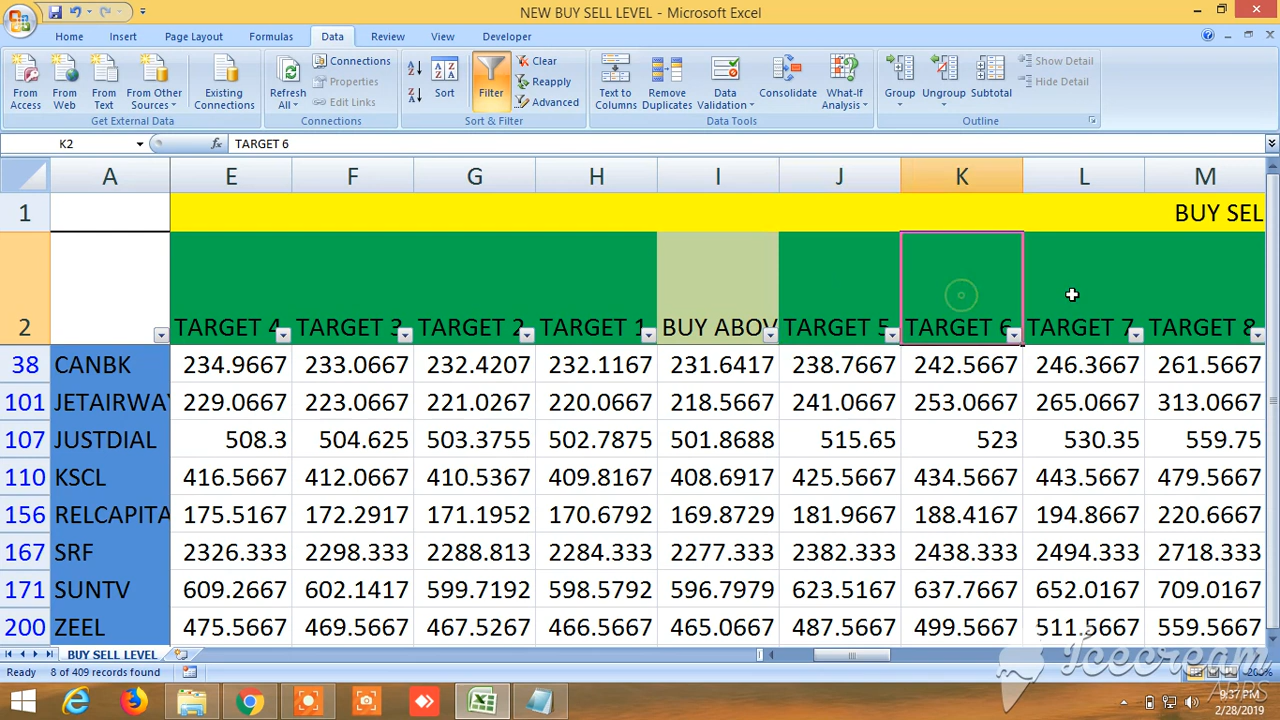 NEW BUY SELL LEVEL - Microsoft Excel
Home Insert Page Layout Formulas Data Review View Developer
From Access From Web From Text From Other Sources Existing Connections Refresh All Connections Properties Edit Links Sort Filter Clear Reapply Advanced Text to Columns Remove Duplicates Data Validation Consolidate What-If Analysis Group Ungroup Subtotal Show Detail Hide Detail
Get External Data Connections Sort & Filter Data Tools Outline
K2 fx TARGET 6
A E F G H I J K L M
1 BUY SEL
2 TARGET 4 TARGET 3 TARGET 2 TARGET 1 BUY ABOV TARGET 5 TARGET 6 TARGET 7 TARGET 8
38 CANBK 234.9667 233.0667 232.4207 232.1167 231.6417 238.7667 242.5667 246.3667 261.5667
101 JETAIRWAY 229.0667 223.0667 221.0267 220.0667 218.5667 241.0667 253.0667 265.0667 313.0667
107 JUSTDIAL 508.3 504.625 503.3755 502.7875 501.8688 515.65 523 530.35 559.75
110 KSCL 416.5667 412.0667 410.5367 409.8167 408.6917 425.5667 434.5667 443.5667 479.5667
156 RELCAPITA 175.5167 172.2917 171.1952 170.6792 169.8729 181.9667 188.4167 194.8667 220.6667
167 SRF 2326.333 2298.333 2288.813 2284.333 2277.333 2382.333 2438.333 2494.333 2718.333
171 SUNTV 609.2667 602.1417 599.7192 598.5792 596.4417 623.5167 637.7667 652.0167 709.0167
200 ZEEL 475.5667 469.5667 467.5267 466.5667 465.0667 487.5667 499.5667 511.5667 559.5667
BUY SELL LEVEL
Ready 8 of 409 records found 200%
Icecream
APPS
9:37 PM
2/28/2019